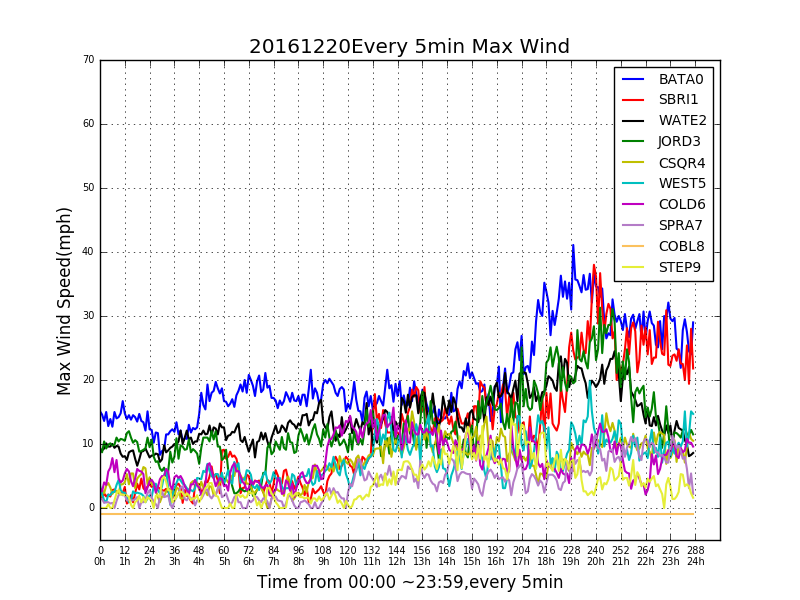 20161220Every 5min Max Wind
70
60
50
40
30
20
10
0
Max Wind Speed(mph)
BATA0
SBRI1
WATE2
JORD3
CSQR4
WEST5
COLD6
SPRA7
COBL8
STEP9
0 12 24 36 48 60 72 84 96 108 120 132 144 156 168 180 192 204 216 228 240 252 264 276 288
0h 1h 2h 3h 4h 5h 6h 7h 8h 9h 10h 11h 12h 13h 14h 15h 16h 17h 18h 19h 20h 21h 22h 23h 24h
Time from 00:00 ~23:59,every 5min